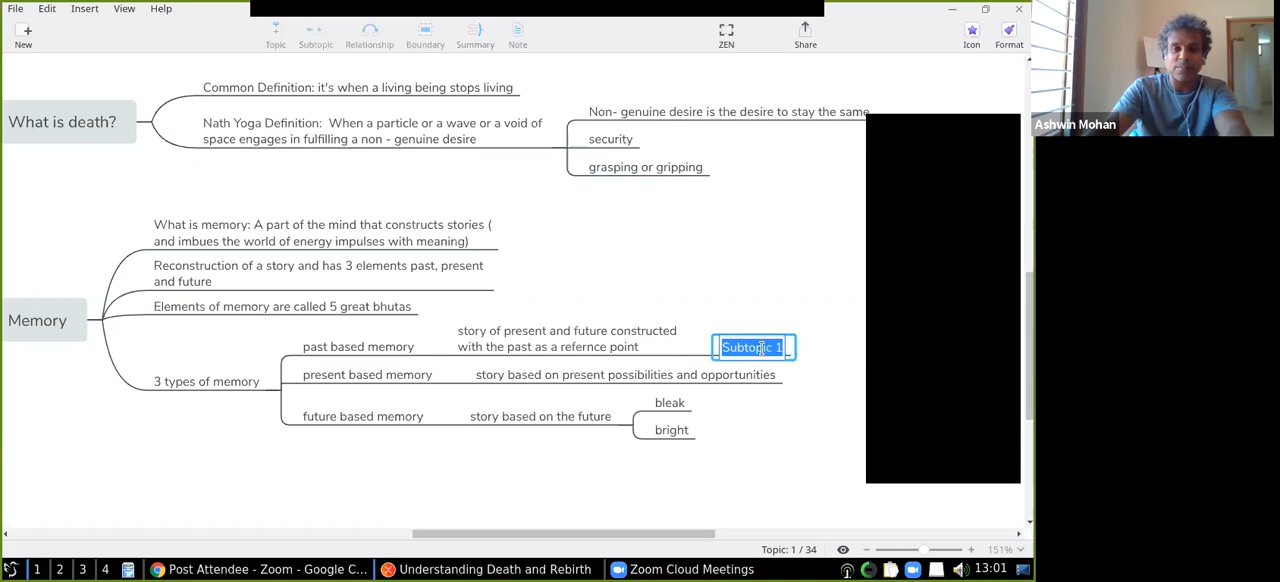 File Edit Insert View Help
New Topic Subtopic Relationship Boundary Summary Note ZEN Share Icon Format
Ashwin Mohan
What is death?
Common Definition: it's when a living being stops living
Nath Yoga Definition: When a particle or a wave or a void of
space engages in fulfilling a non - genuine desire
Non- genuine desire is the desire to stay the same
security
grasping or gripping
Memory
What is memory: A part of the mind that constructs stories (
and imbues the world of energy impulses with meaning)
Reconstruction of a story and has 3 elements past, present
and future
Elements of memory are called 5 great bhutas
3 types of memory
past based memory
story of present and future constructed
with the past as a refernce point
Subtopic 1
present based memory
story based on present possibilities and opportunities
future based memory
story based on the future
bleak
bright
Topic: 1 / 34
151%
1 2 3 4 Post Attendee - Zoom - Google C... Understanding Death and Rebirth Zoom Cloud Meetings 13:01